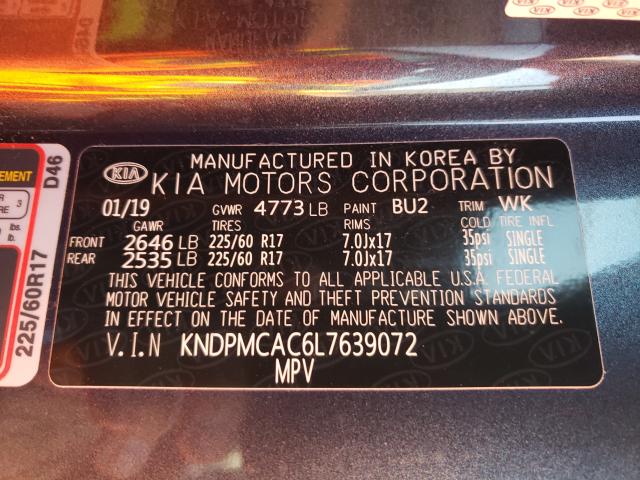 KIA
MANUFACTURED IN KOREA BY
KIA MOTORS CORPORATION
01/19 GVWR 4773 LB PAINT BU2 TRIM WK
GAWR TIRES RIMS COLD TIRE INFL
FRONT 2646 LB 225/60 R17 7.0Jx17 35psi SINGLE
REAR 2535 LB 225/60 R17 7.0Jx17 35psi SINGLE
THIS VEHICLE CONFORMS TO ALL APPLICABLE U.S.A. FEDERAL
MOTOR VEHICLE SAFETY AND THEFT PREVENTION STANDARDS
IN EFFECT ON THE DATE OF MANUFACTURE SHOWN ABOVE.
V.I.N KNDPMCAC6L7639072
MPV
D46
225/60R17
3
lbs